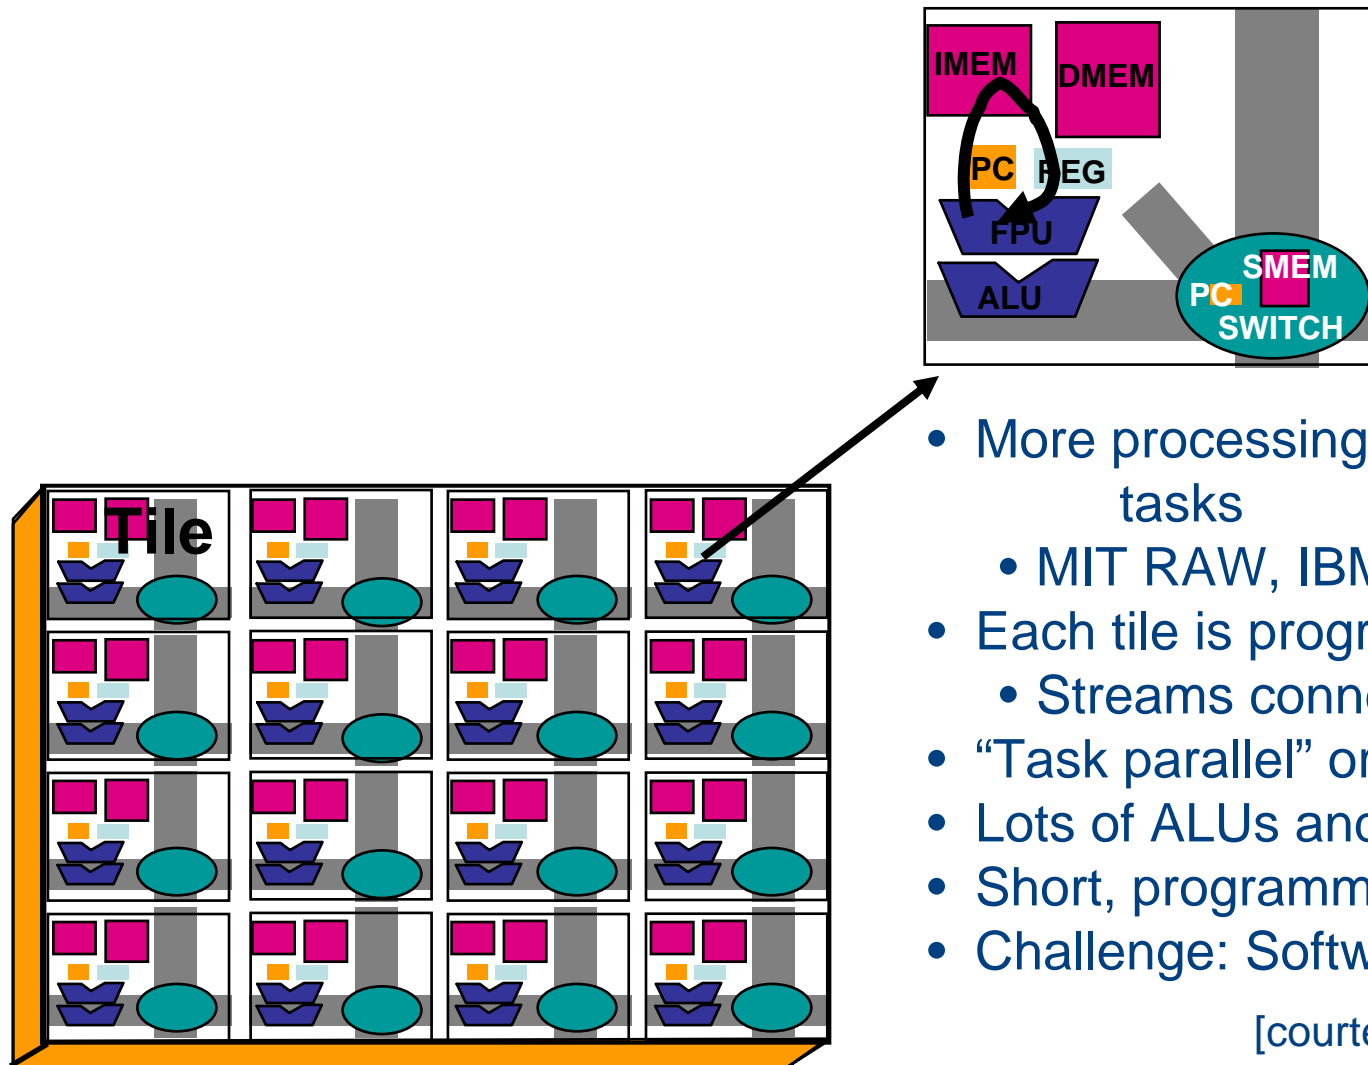 IMEM
DMEM
PC
REG
FPU
ALU
SMEM
PC
SWITCH
Tile
• More processing
tasks
• MIT RAW, IBM
• Each tile is progr
• Streams conne
• “Task parallel” or
• Lots of ALUs and
• Short, programm
• Challenge: Softw
[courte